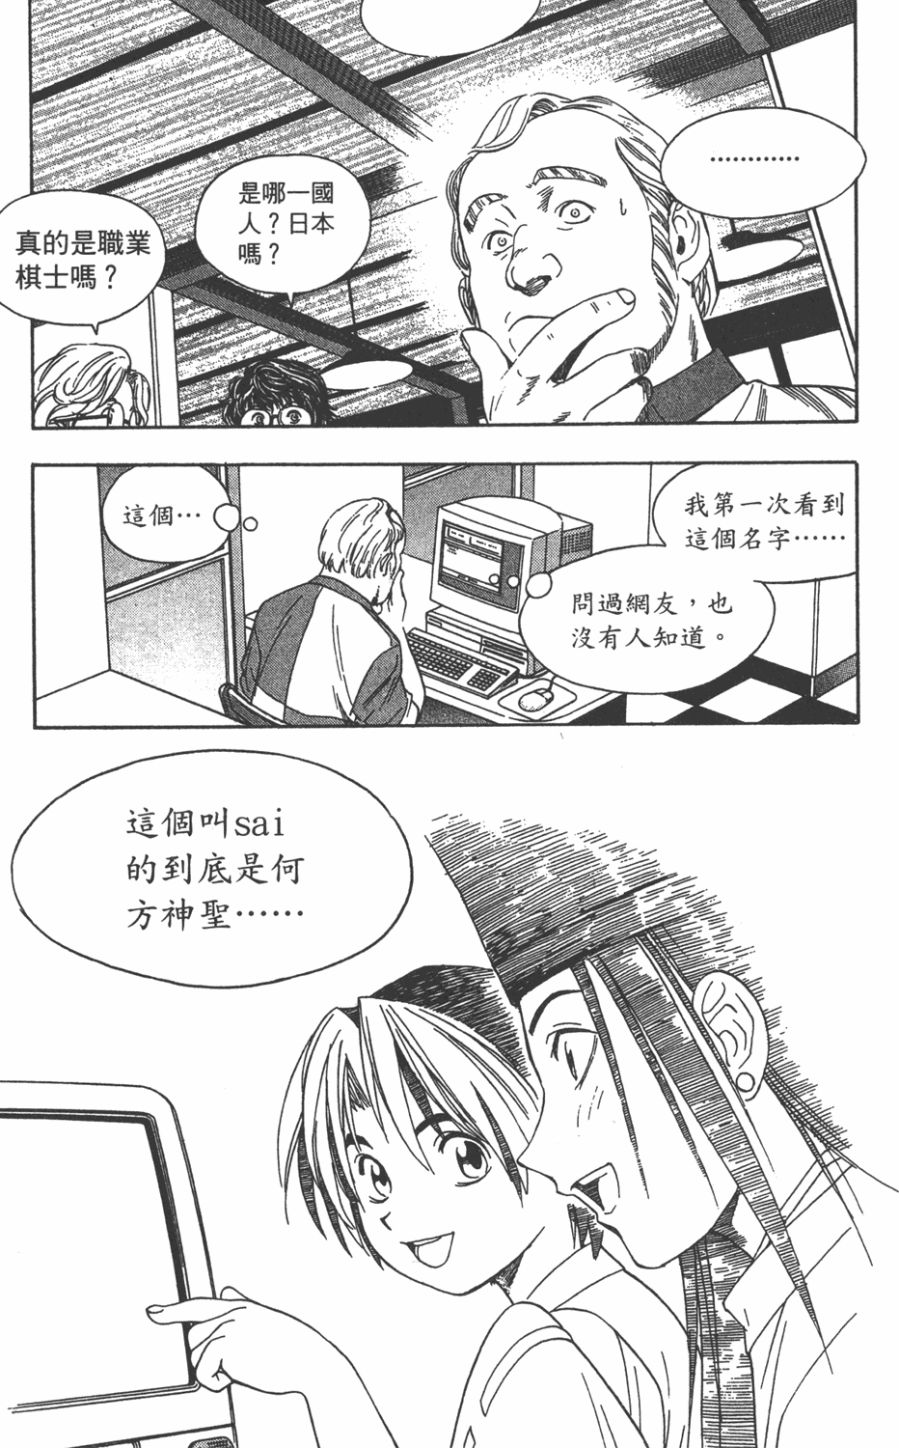 …………
是哪一國
人？日本
嗎？
真的是職業
棋士嗎？
我第一次看到
這個名字……
問過網友，也
沒有人知道。
這個…
這個叫sai
的到底是何
方神聖……